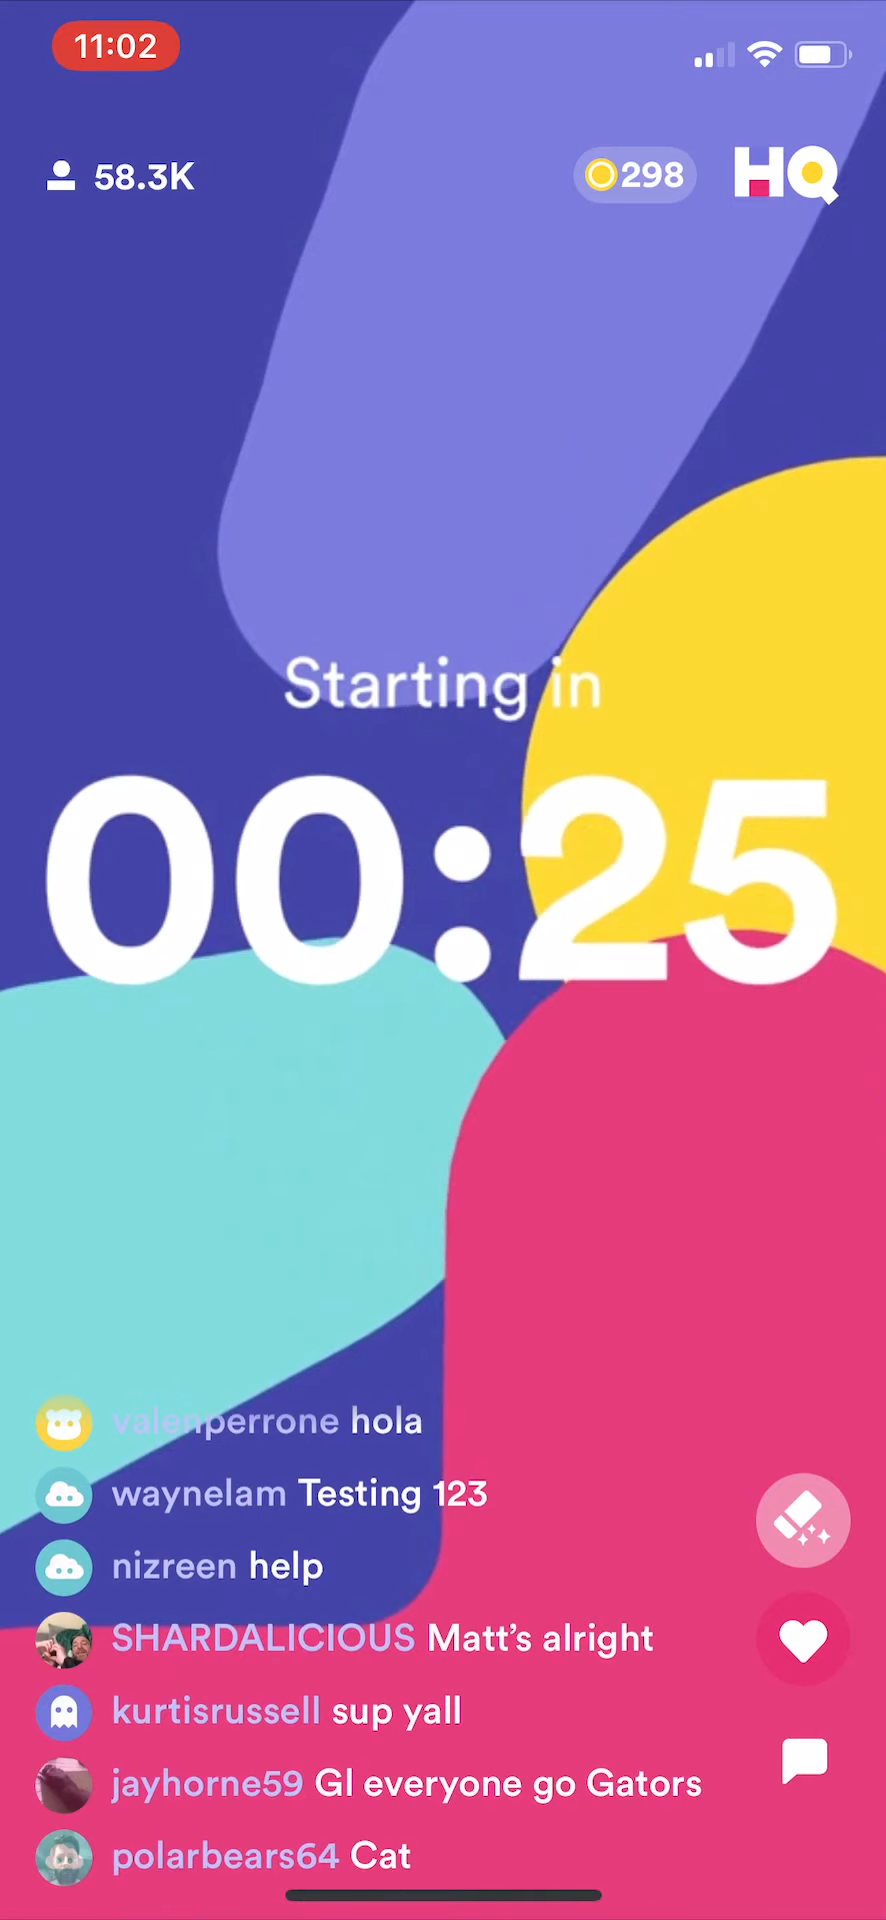 11:02
58.3K
298
HQ
Starting in
00:25
valenperrone hola
waynelam Testing 123
nizreen help
SHARDALICIOUS Matt's alright
kurtisrussell sup yall
jayhorne59 Gl everyone go Gators
polarbears64 Cat